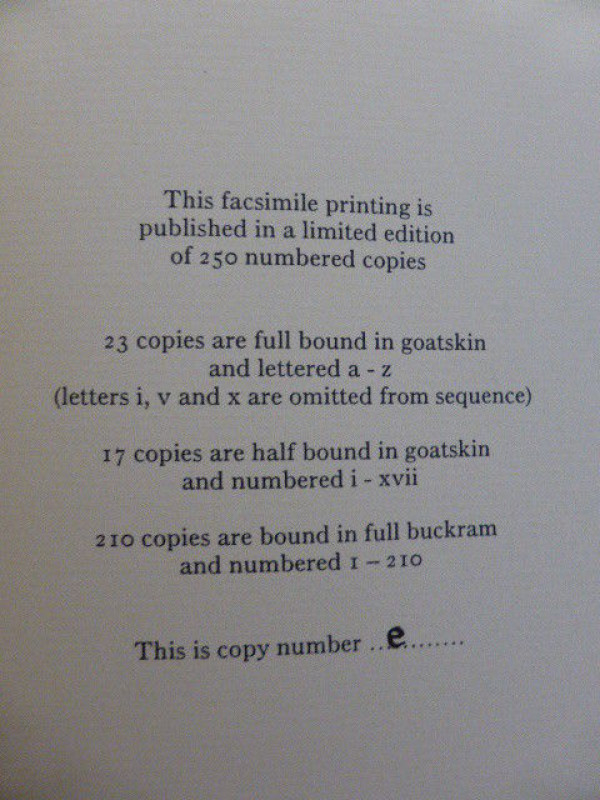 This facsimile printing is
published in a limited edition
of 250 numbered copies
23 copies are full bound in goatskin
and lettered a - z
(letters i, v and x are omitted from sequence)
17 copies are half bound in goatskin
and numbered i - xvii
210 copies are bound in full buckram
and numbered 1 – 210
This is copy number ..e........